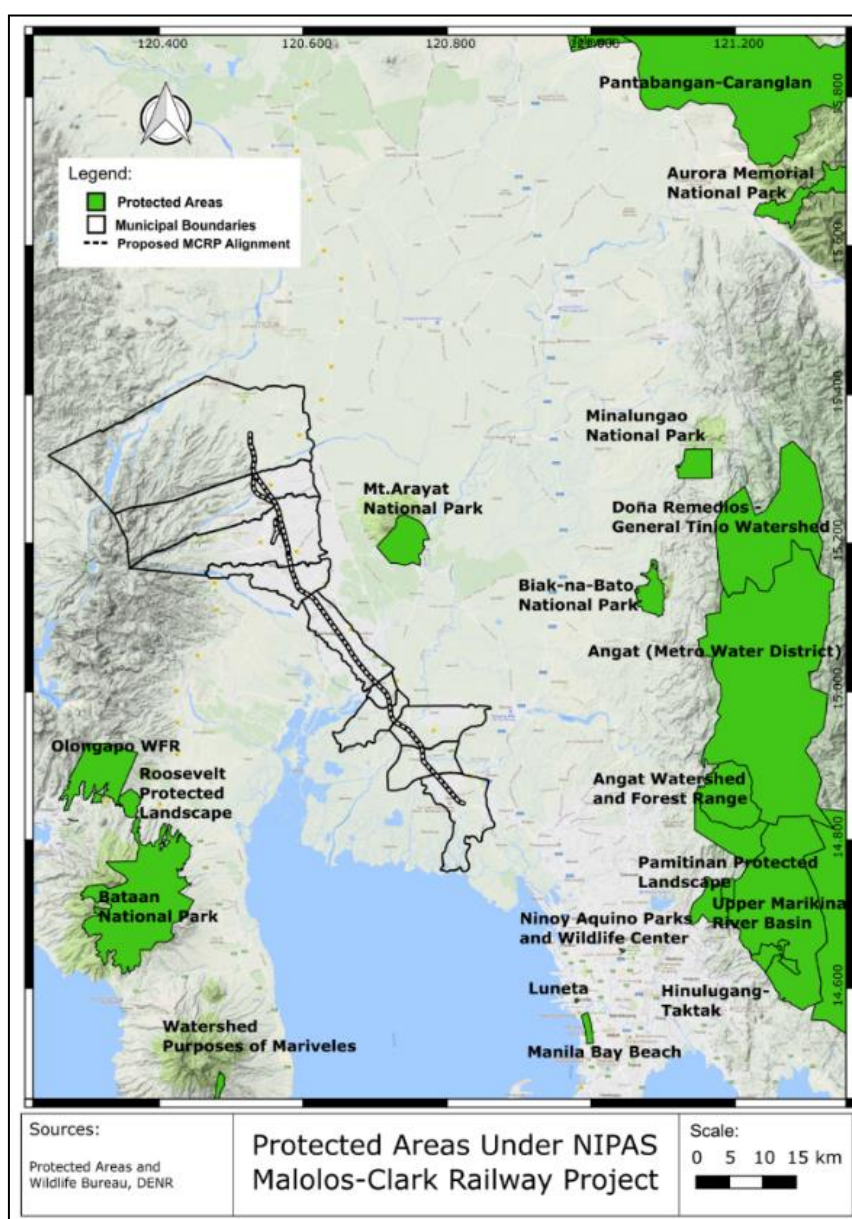 120.400
120.600
120.800
121.000
121.200
Pantabangan-Caranglan
15.800
Legend:
Protected Areas
Municipal Boundaries
Proposed MCRP Alignment
Aurora Memorial
National Park
15.600
15.400
Minalungao
National Park
Mt.Arayat
National Park
Doña Remedios -
General Tinio Watershed
15.200
Biak-na-Bato
National Park
Angat (Metro Water District)
15.000
Olongapo WFR
Roosevelt
Protected
Landscape
Angat Watershed
and Forest Range
14.800
Pamitinan Protected
Landscape
Bataan
National Park
Upper Marikina
River Basin
Ninoy Aquino Parks
and Wildlife Center
Luneta
Hinulugang-
Taktak
14.600
Watershed
Purposes of Mariveles
Manila Bay Beach
Sources:
Protected Areas and
Wildlife Bureau, DENR
Protected Areas Under NIPAS
Malolos-Clark Railway Project
Scale:
0 5 10 15 km